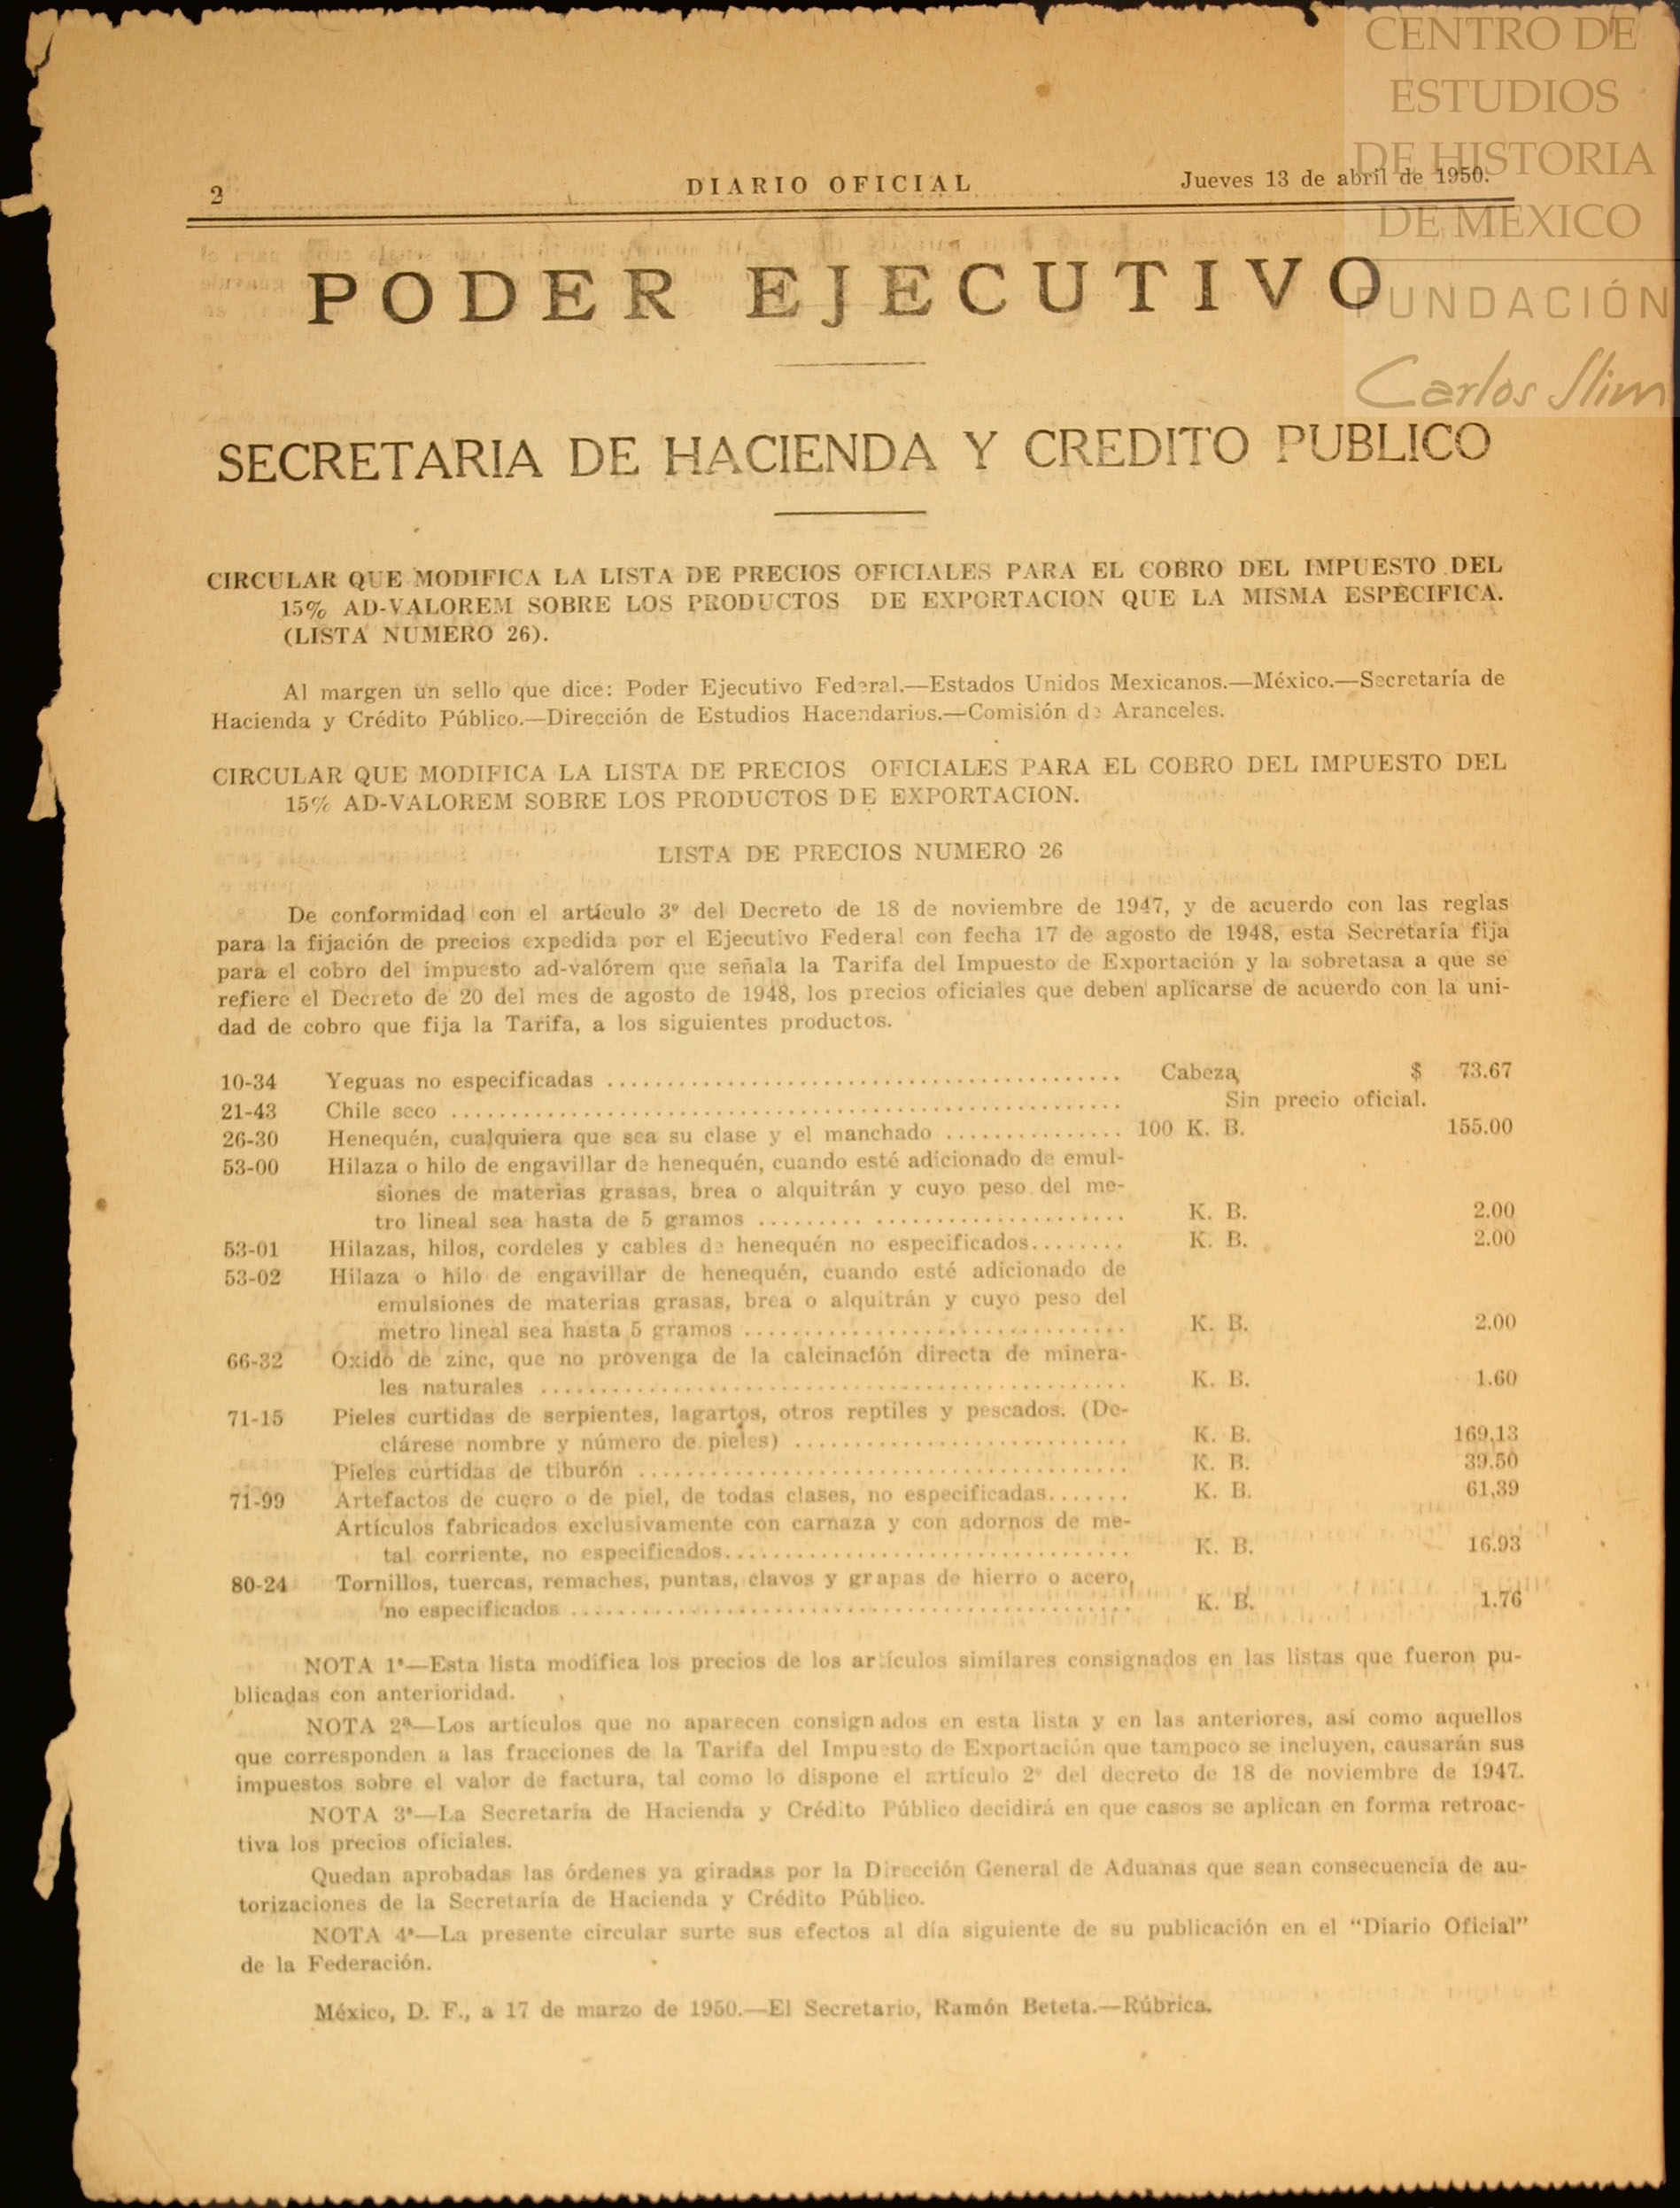 CENTRO DE
ESTUDIOS
DE HISTORIA
DE MÉXICO
FUNDACIÓN
Carlos Slim
2 DIARIO OFICIAL Jueves 13 de abril de 1950.
PODER EJECUTIVO
SECRETARIA DE HACIENDA Y CREDITO PUBLICO
CIRCULAR QUE MODIFICA LA LISTA DE PRECIOS OFICIALES PARA EL COBRO DEL IMPUESTO DEL
15% AD-VALOREM SOBRE LOS PRODUCTOS DE EXPORTACION QUE LA MISMA ESPECIFICA.
(LISTA NUMERO 26).
Al margen un sello que dice: Poder Ejecutivo Federal.—Estados Unidos Mexicanos.—México.—Secretaría de
Hacienda y Crédito Público.—Dirección de Estudios Hacendarios.—Comisión de Aranceles.
CIRCULAR QUE MODIFICA LA LISTA DE PRECIOS OFICIALES PARA EL COBRO DEL IMPUESTO DEL
15% AD-VALOREM SOBRE LOS PRODUCTOS DE EXPORTACION.
LISTA DE PRECIOS NUMERO 26
De conformidad con el artículo 3º del Decreto de 18 de noviembre de 1947, y de acuerdo con las reglas
para la fijación de precios expedida por el Ejecutivo Federal con fecha 17 de agosto de 1948, esta Secretaría fija
para el cobro del impuesto ad-valórem que señala la Tarifa del Impuesto de Exportación y la sobretasa a que se
refiere el Decreto de 20 del mes de agosto de 1948, los precios oficiales que deben aplicarse de acuerdo con la uni-
dad de cobro que fija la Tarifa, a los siguientes productos.
10-34 Yeguas no especificadas ........................................ Cabeza $ 73.67
21-43 Chile seco ........................................ Sin precio oficial.
26-30 Henequén, cualquiera que sea su clase y el manchado ............... 100 K. B. 155.00
53-00 Hilaza o hilo de engavillar de henequén, cuando esté adicionado de emul-
siones de materias grasas, brea o alquitrán y cuyo peso del me-
tro lineal sea hasta de 5 gramos .............................. K. B. 2.00
53-01 Hilazas, hilos, cordeles y cables de henequén no especificados........ K. B. 2.00
53-02 Hilaza o hilo de engavillar de henequén, cuando esté adicionado de
emulsiones de materias grasas, brea o alquitrán y cuyo peso del
metro lineal sea hasta 5 gramos .............................. K. B. 2.00
66-32 Oxido de zinc, que no provenga de la calcinación directa de minera-
les naturales ........................................ K. B. 1.60
71-15 Pieles curtidas de serpientes, lagartos, otros reptiles y pescados. (De-
clárese nombre y número de pieles) ............................ K. B. 169.13
Pieles curtidas de tiburón ........................................ K. B. 39.50
71-99 Artefactos de cuero o de piel, de todas clases, no especificadas....... K. B. 61,39
Artículos fabricados exclusivamente con carnaza y con adornos de me-
tal corriente, no especificados................................. K. B. 16.93
80-24 Tornillos, tuercas, remaches, puntas, clavos y grapas de hierro o acero,
no especificados ........................................ K. B. 1.76
NOTA 1ª—Esta lista modifica los precios de los artículos similares consignados en las listas que fueron pu-
blicadas con anterioridad.
NOTA 2ª—Los artículos que no aparecen consignados en esta lista y en las anteriores, así como aquellos
que corresponden a las fracciones de la Tarifa del Impuesto de Exportación que tampoco se incluyen, causarán sus
impuestos sobre el valor de factura, tal como lo dispone el artículo 2º del decreto de 18 de noviembre de 1947.
NOTA 3ª—La Secretaría de Hacienda y Crédito Público decidirá en que casos se aplican en forma retroac-
tiva los precios oficiales.
Quedan aprobadas las órdenes ya giradas por la Dirección General de Aduanas que sean consecuencia de au-
torizaciones de la Secretaría de Hacienda y Crédito Público.
NOTA 4ª—La presente circular surte sus efectos al día siguiente de su publicación en el "Diario Oficial"
de la Federación.
México, D. F., a 17 de marzo de 1950.—El Secretario, Ramón Beteta.—Rúbrica.